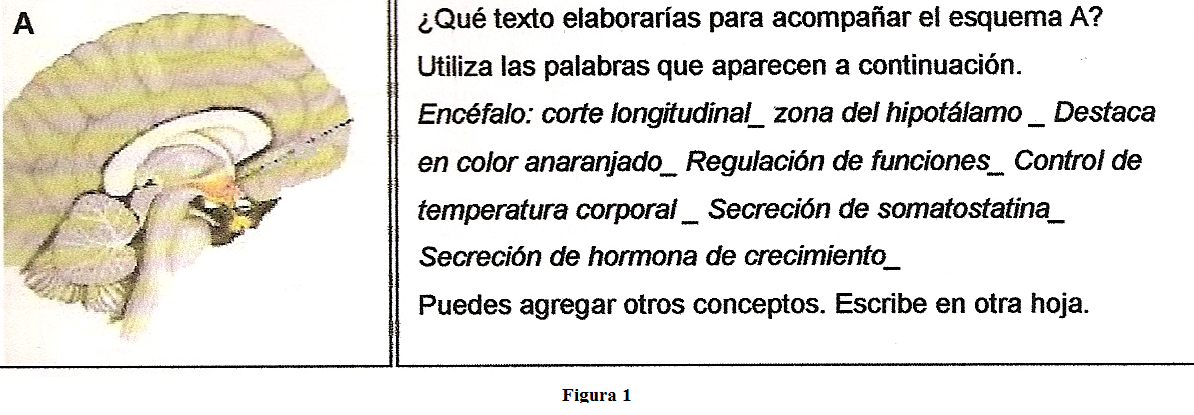 A
¿Qué texto elaborarías para acompañar el esquema A?
Utiliza las palabras que aparecen a continuación.
Encéfalo: corte longitudinal_ zona del hipotálamo _ Destaca
en color anaranjado_ Regulación de funciones_ Control de
temperatura corporal _ Secreción de somatostatina_
Secreción de hormona de crecimiento_
Puedes agregar otros conceptos. Escribe en otra hoja.
Figura 1